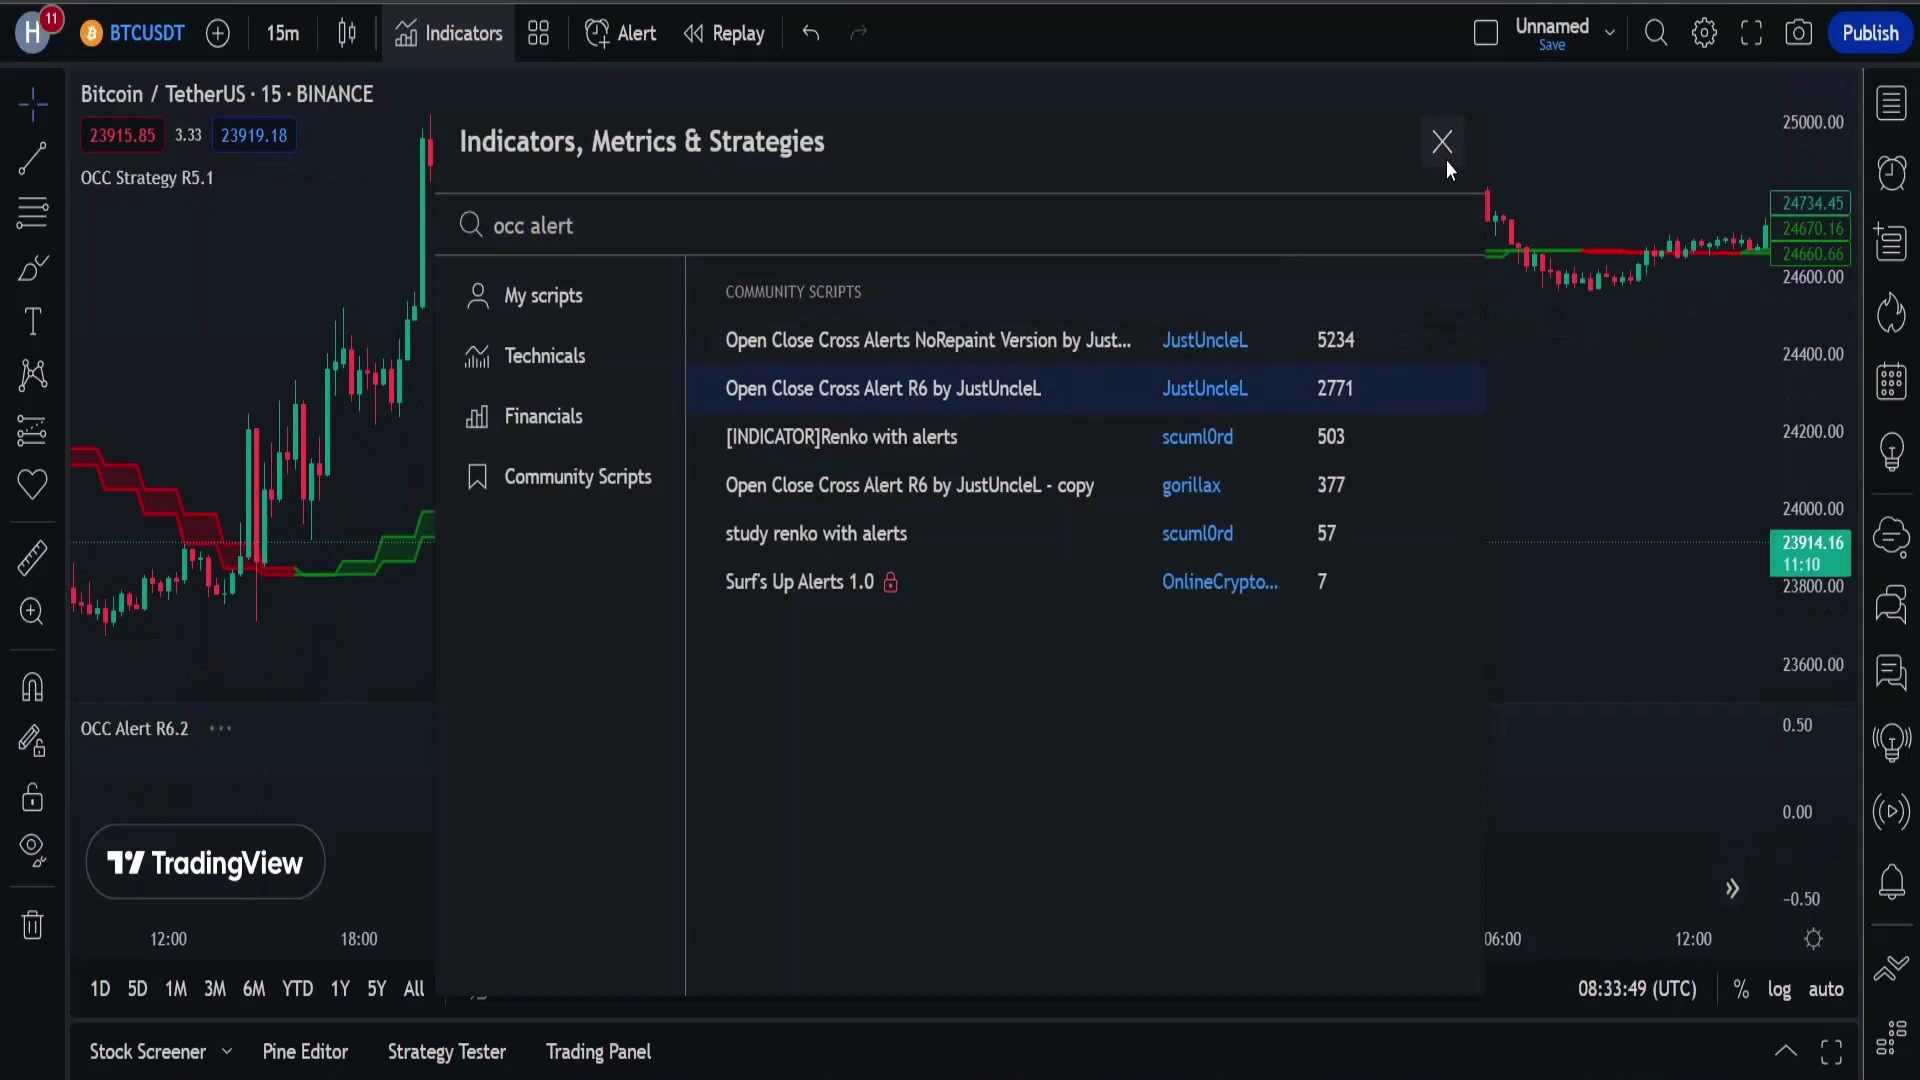 H 11 BTCUSDT 15m Indicators Alert Replay Unnamed Save Publish
Bitcoin / TetherUS · 15 · BINANCE
23915.85 3.33 23919.18
OCC Strategy R5.1
Indicators, Metrics & Strategies
occ alert
My scripts
Technicals
Financials
Community Scripts
COMMUNITY SCRIPTS
Open Close Cross Alerts NoRepaint Version by Just... JustUncleL 5234
Open Close Cross Alert R6 by JustUncleL JustUncleL 2771
[INDICATOR]Renko with alerts scuml0rd 503
Open Close Cross Alert R6 by JustUncleL - copy gorillax 377
study renko with alerts scuml0rd 57
Surf's Up Alerts 1.0 OnlineCrypto... 7
25000.00
24734.45
24670.16
24660.66
24600.00
24400.00
24200.00
24000.00
23914.16
11:10
23800.00
23600.00
OCC Alert R6.2
0.50
0.00
-0.50
TradingView
12:00 18:00 06:00 12:00
1D 5D 1M 3M 6M YTD 1Y 5Y All 08:33:49 (UTC) % log auto
Stock Screener Pine Editor Strategy Tester Trading Panel